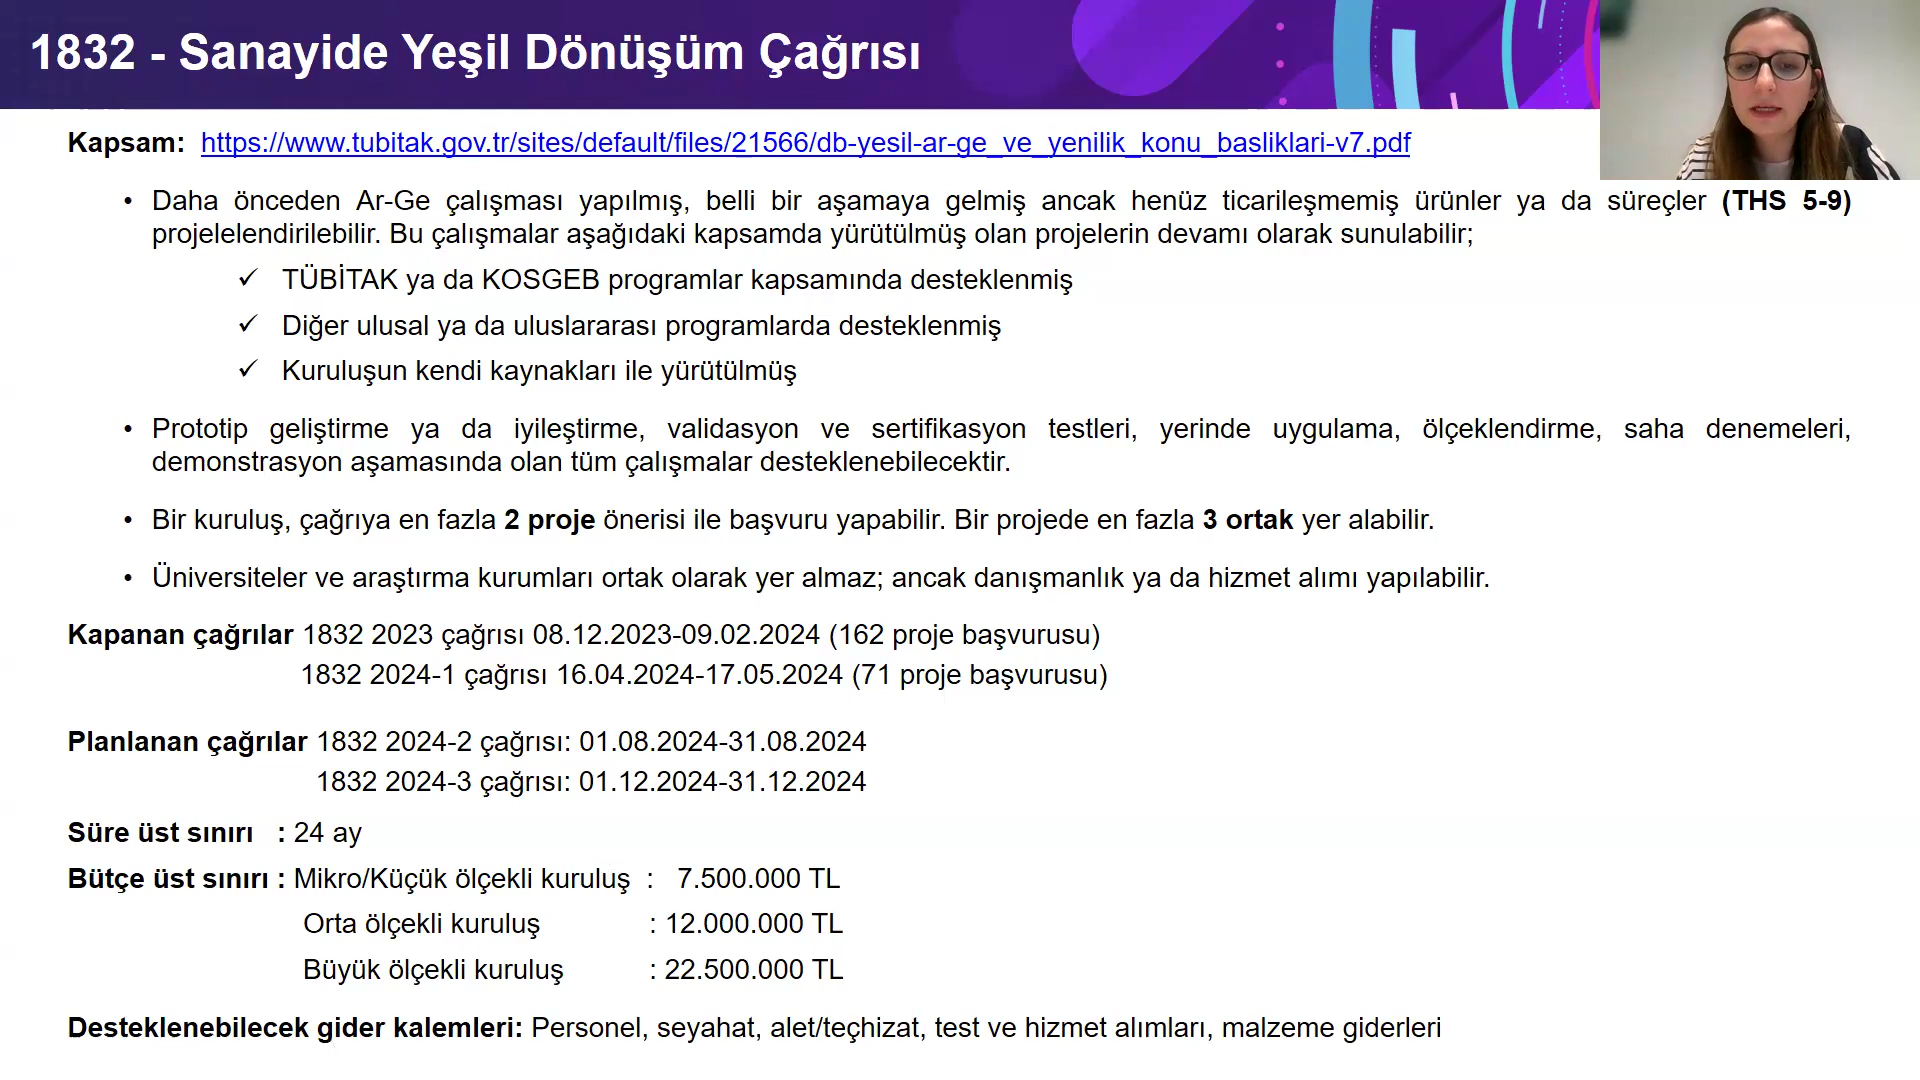 1832 - Sanayide Yeşil Dönüşüm Çağrısı
Kapsam: https://www.tubitak.gov.tr/sites/default/files/21566/db-yesil-ar-ge_ve_yenilik_konu_basliklari-v7.pdf
• Daha önceden Ar-Ge çalışması yapılmış, belli bir aşamaya gelmiş ancak henüz ticarileşmemiş ürünler ya da süreçler (THS 5-9)
projelelendirilebilir. Bu çalışmalar aşağıdaki kapsamda yürütülmüş olan projelerin devamı olarak sunulabilir;
✓ TÜBİTAK ya da KOSGEB programlar kapsamında desteklenmiş
✓ Diğer ulusal ya da uluslararası programlarda desteklenmiş
✓ Kuruluşun kendi kaynakları ile yürütülmüş
• Prototip geliştirme ya da iyileştirme, validasyon ve sertifikasyon testleri, yerinde uygulama, ölçeklendirme, saha denemeleri,
demonstrasyon aşamasında olan tüm çalışmalar desteklenebilecektir.
• Bir kuruluş, çağrıya en fazla 2 proje önerisi ile başvuru yapabilir. Bir projede en fazla 3 ortak yer alabilir.
• Üniversiteler ve araştırma kurumları ortak olarak yer almaz; ancak danışmanlık ya da hizmet alımı yapılabilir.
Kapanan çağrılar 1832 2023 çağrısı 08.12.2023-09.02.2024 (162 proje başvurusu)
1832 2024-1 çağrısı 16.04.2024-17.05.2024 (71 proje başvurusu)
Planlanan çağrılar 1832 2024-2 çağrısı: 01.08.2024-31.08.2024
1832 2024-3 çağrısı: 01.12.2024-31.12.2024
Süre üst sınırı : 24 ay
Bütçe üst sınırı : Mikro/Küçük ölçekli kuruluş : 7.500.000 TL
Orta ölçekli kuruluş : 12.000.000 TL
Büyük ölçekli kuruluş : 22.500.000 TL
Desteklenebilecek gider kalemleri: Personel, seyahat, alet/teçhizat, test ve hizmet alımları, malzeme giderleri